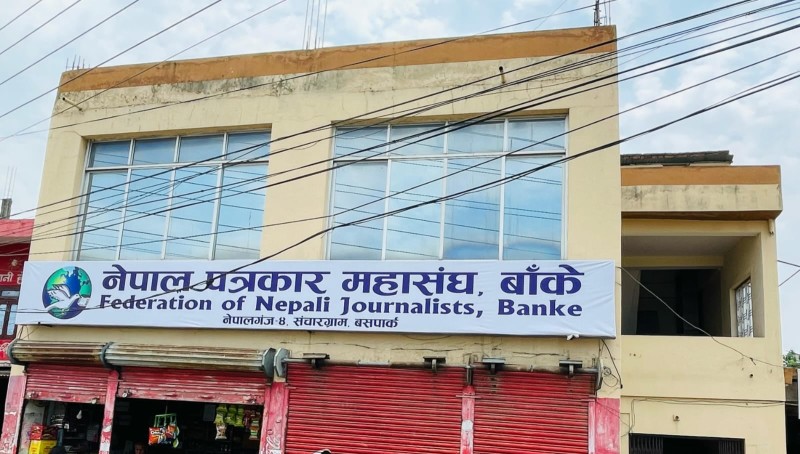 नेपाल पत्रकार महासंघ, बाँके
Federation of Nepali Journalists, Banke
नेपालगंज-४, संचारग्राम, बसपार्क